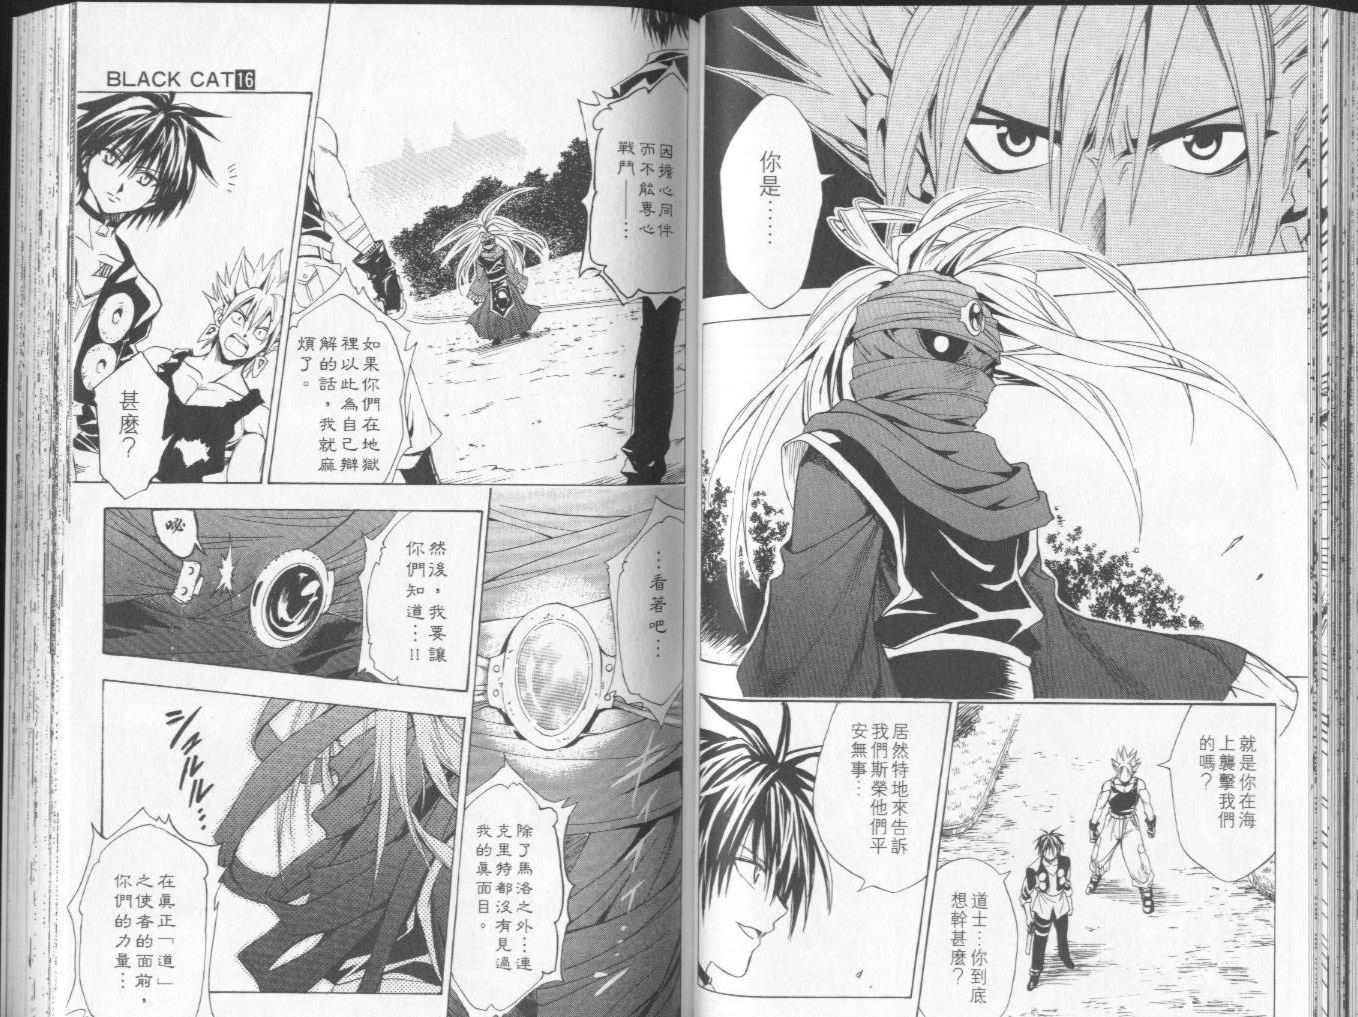 你是……
就是你在海
上襲擊我們
的嗎？
居然特地來告訴
我們斯榮他們平
安無事…
道士…你到底
想幹甚麼？
BLACK CAT 16
因擔心同伴
而不能專心
戰鬥——…
如果你們在地獄
裡以此為自己辯
解的話，我就麻
煩了。
甚麼？
…看著吧…
然後，我要讓
你們知道…!!
咇
除了馬洛之外…連
克里特都沒有見過
我的真面目。
シュルル…
在真正「道」
之使者的面前，
你們的力量…